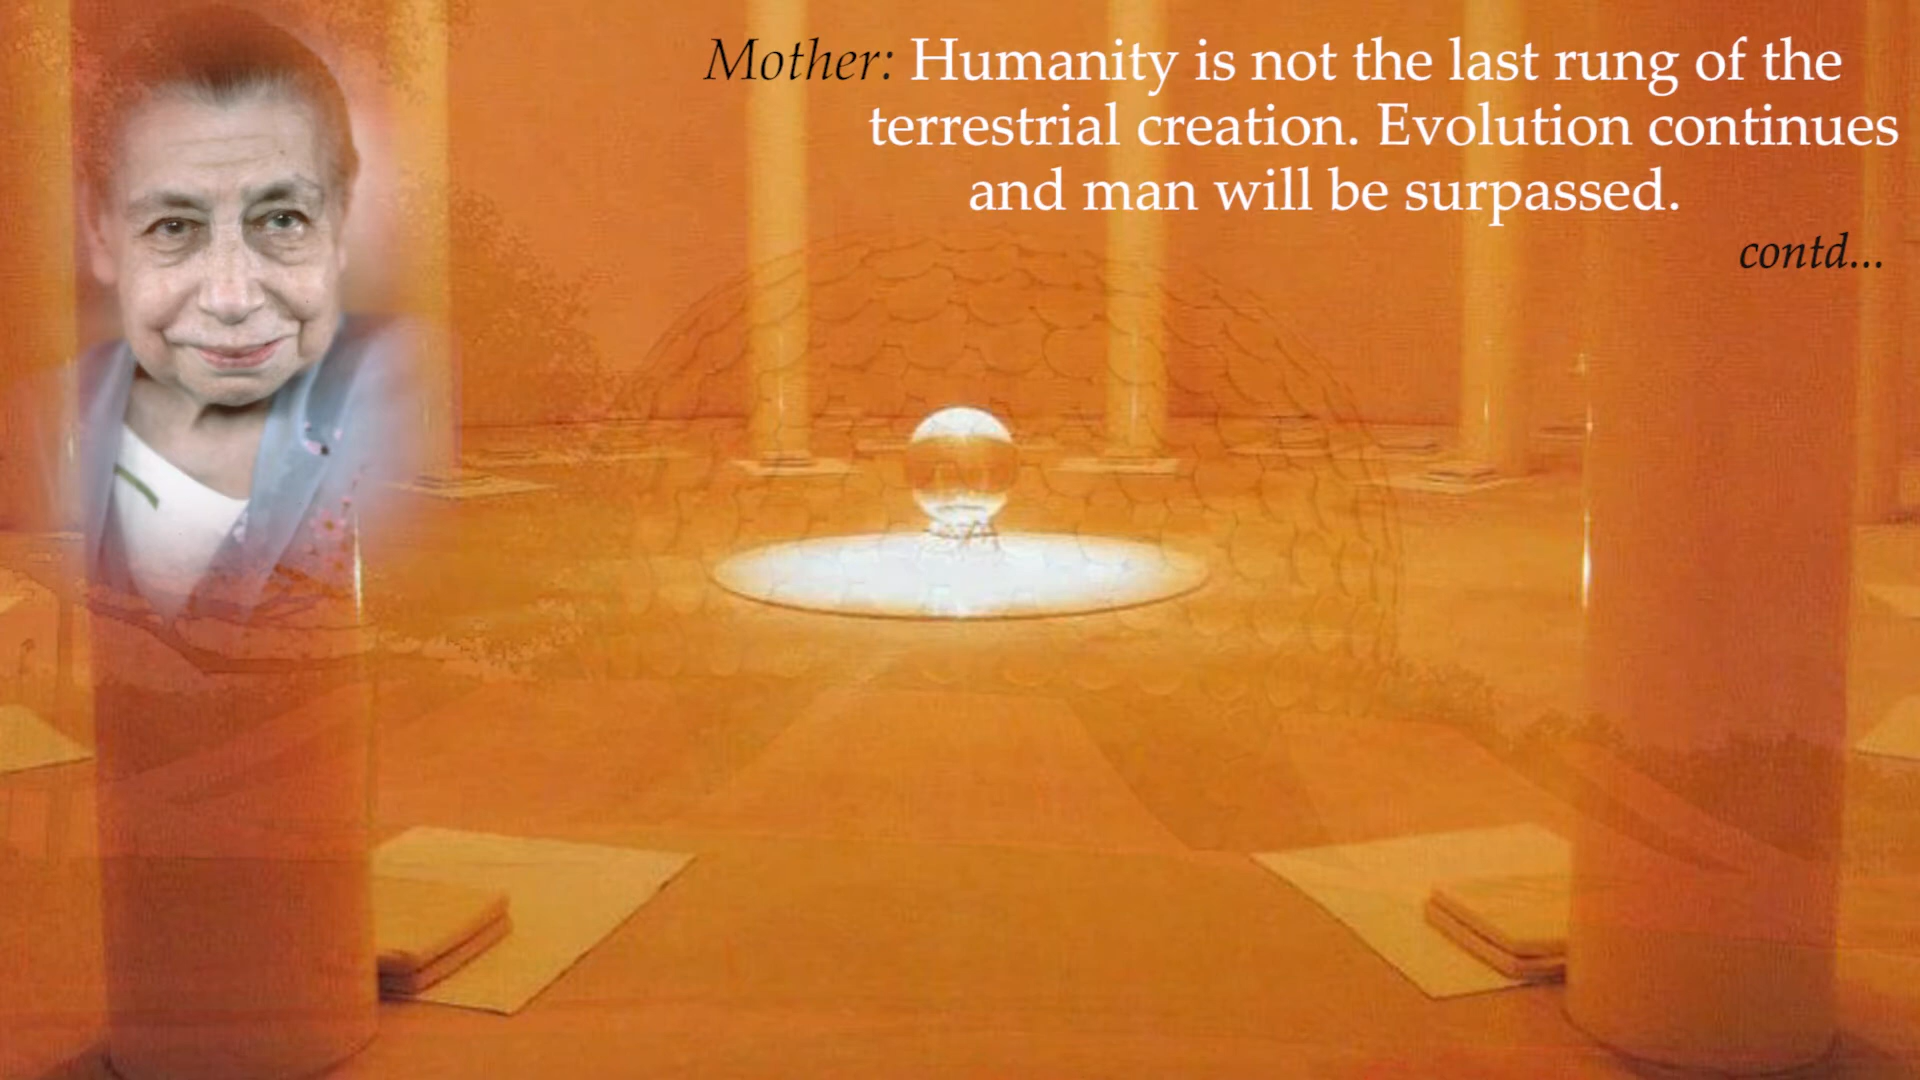 Mother: Humanity is not the last rung of the
terrestrial creation. Evolution continues
and man will be surpassed.
contd...